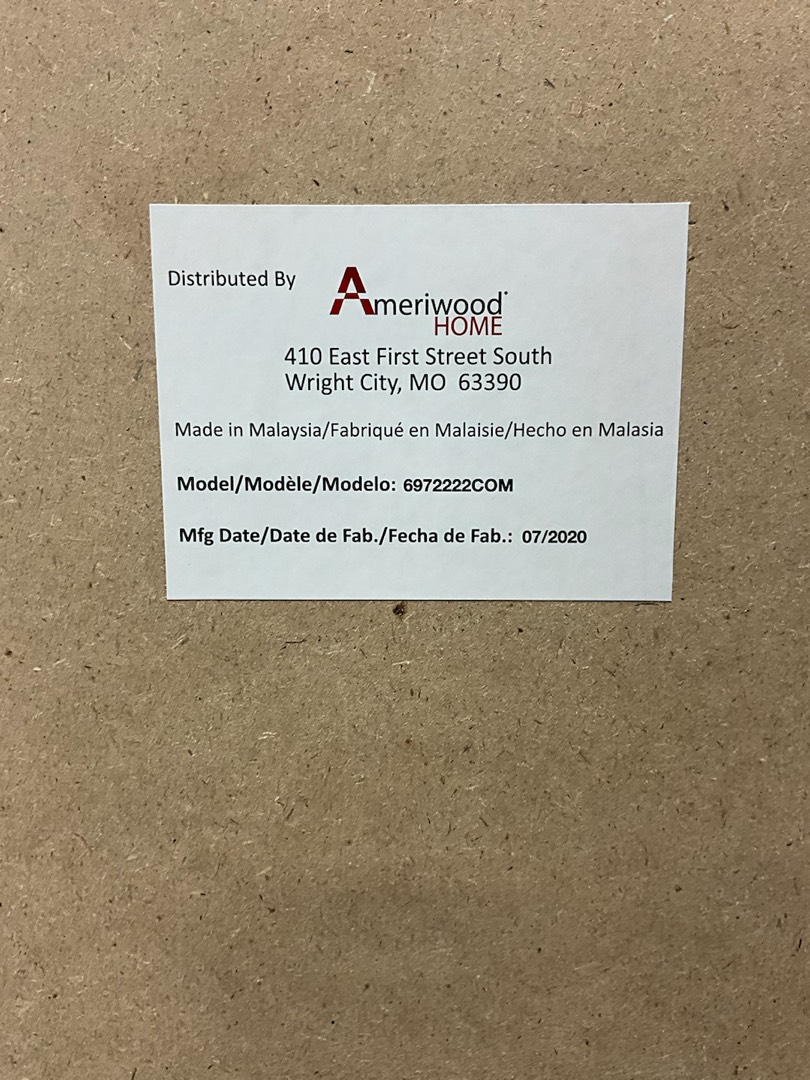 Distributed By
Ameriwood
HOME
410 East First Street South
Wright City, MO 63390
Made in Malaysia/Fabriqué en Malaisie/Hecho en Malasia
Model/Modèle/Modelo: 6972222COM
Mfg Date/Date de Fab./Fecha de Fab.: 07/2020